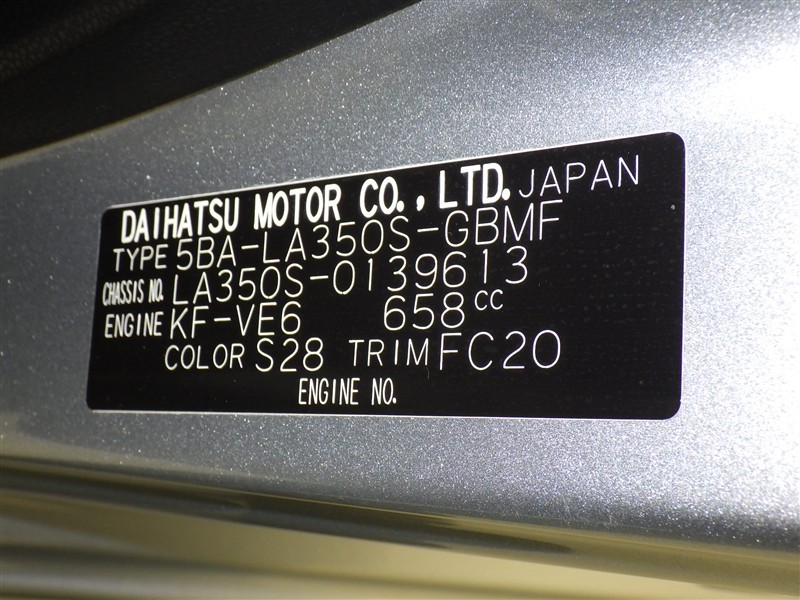 DAIHATSU MOTOR CO., LTD. JAPAN
TYPE 5BA-LA350S-GBMF
CHASSIS NO. LA350S-0139613
ENGINE KF-VE6 658cc
COLOR S28 TRIM FC20
ENGINE NO.